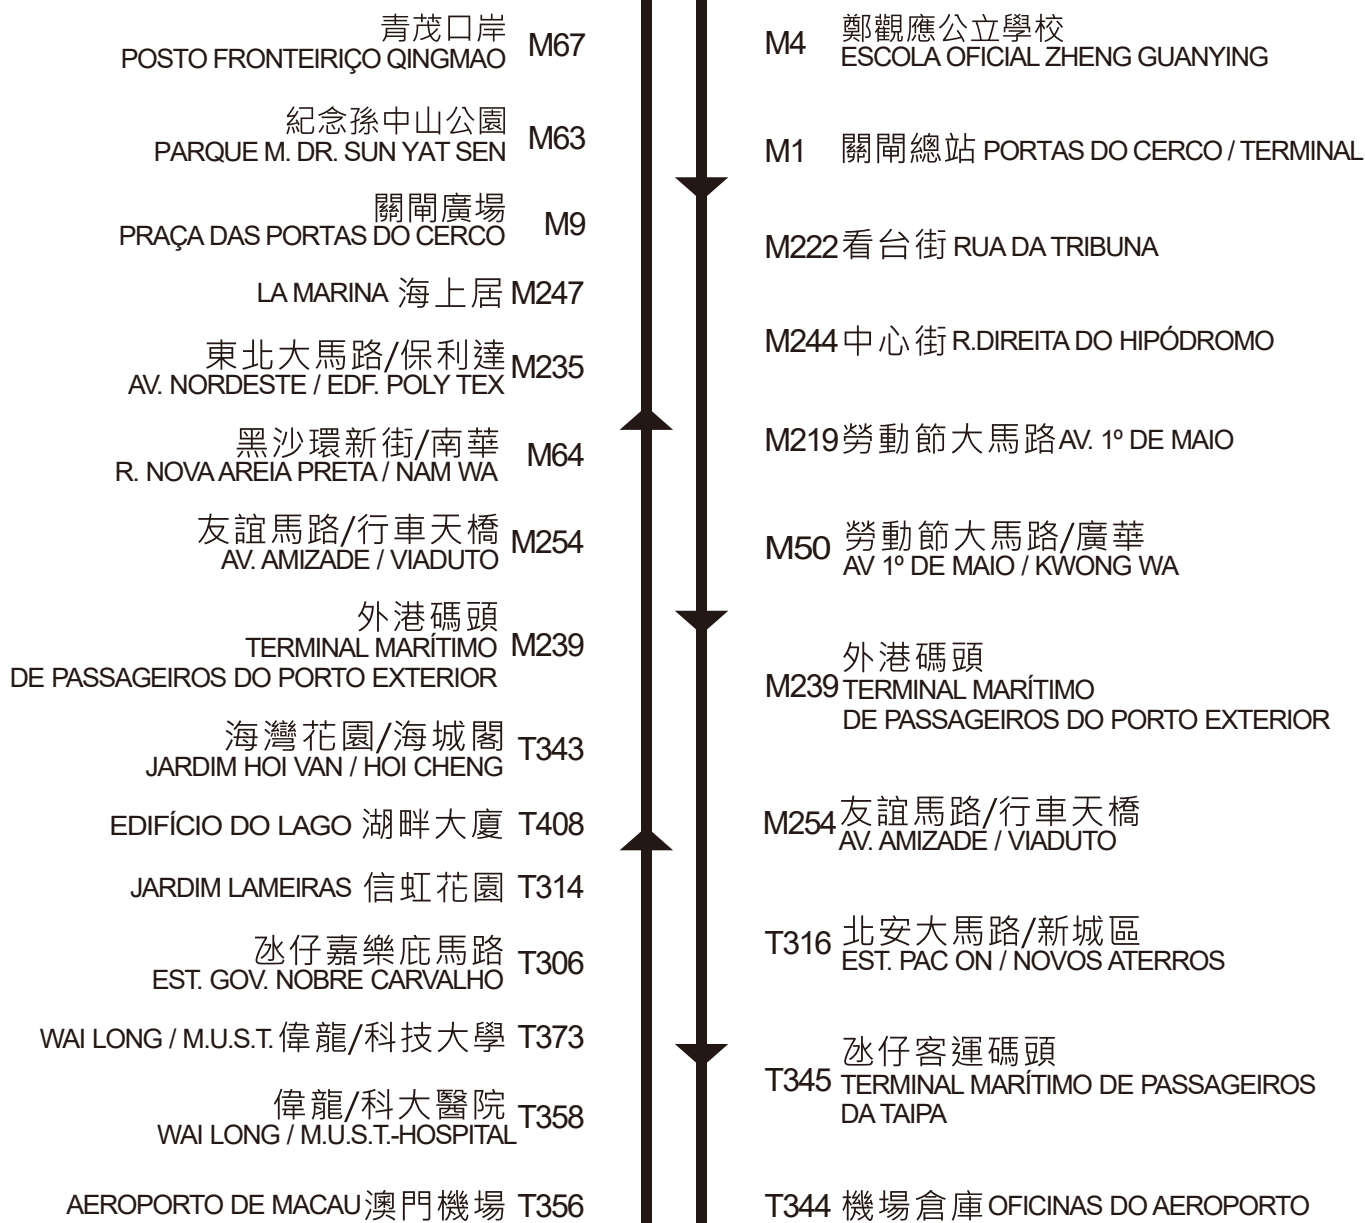 青茂口岸
POSTO FRONTEIRIÇO QINGMAO
M67
紀念孫中山公園
PARQUE M. DR. SUN YAT SEN
M63
關閘廣場
PRAÇA DAS PORTAS DO CERCO
M9
LA MARINA 海上居 M247
東北大馬路/保利達
AV. NORDESTE / EDF. POLY TEX
M235
黑沙環新街/南華
R. NOVA AREIA PRETA / NAM WA
M64
友誼馬路/行車天橋
AV. AMIZADE / VIADUTO
M254
外港碼頭
TERMINAL MARÍTIMO
DE PASSAGEIROS DO PORTO EXTERIOR
M239
海灣花園/海城閣
JARDIM HOI VAN / HOI CHENG
T343
EDIFÍCIO DO LAGO 湖畔大廈 T408
JARDIM LAMEIRAS 信虹花園 T314
氹仔嘉樂庇馬路
EST. GOV. NOBRE CARVALHO
T306
WAI LONG / M.U.S.T. 偉龍/科技大學 T373
偉龍/科大醫院
WAI LONG / M.U.S.T.-HOSPITAL
T358
AEROPORTO DE MACAU 澳門機場 T356
M4
鄭觀應公立學校
ESCOLA OFICIAL ZHENG GUANYING
M1 關閘總站 PORTAS DO CERCO / TERMINAL
M222 看台街 RUA DA TRIBUNA
M244 中心街 R.DIREITA DO HIPÓDROMO
M219 勞動節大馬路 AV. 1º DE MAIO
M50
勞動節大馬路/廣華
AV 1º DE MAIO / KWONG WA
M239
外港碼頭
TERMINAL MARÍTIMO
DE PASSAGEIROS DO PORTO EXTERIOR
M254
友誼馬路/行車天橋
AV. AMIZADE / VIADUTO
T316
北安大馬路/新城區
EST. PAC ON / NOVOS ATERROS
T345
氹仔客運碼頭
TERMINAL MARÍTIMO DE PASSAGEIROS
DA TAIPA
T344 機場倉庫 OFICINAS DO AEROPORTO